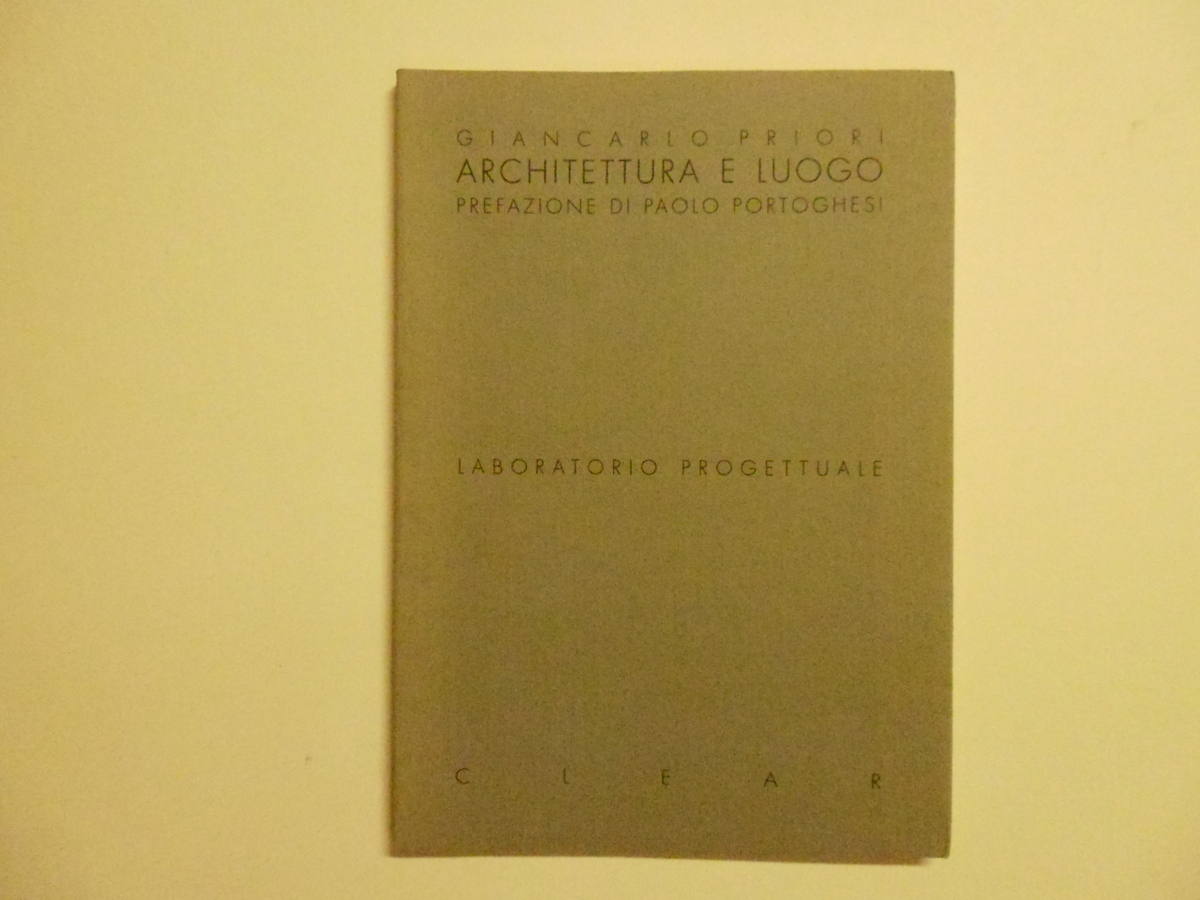 GIANCARLO PRIORI
ARCHITETTURA E LUOGO
PREFAZIONE DI PAOLO PORTOGHESI
LABORATORIO PROGETTUALE
CLEAR